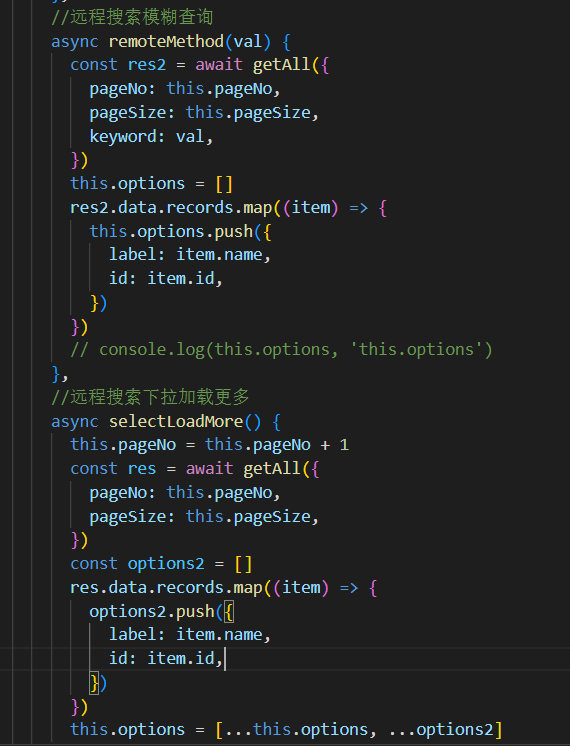 //远程搜索模糊查询
async remoteMethod(val) {
const res2 = await getAll({
pageNo: this.pageNo,
pageSize: this.pageSize,
keyword: val,
})
this.options = []
res2.data.records.map((item) => {
this.options.push({
label: item.name,
id: item.id,
})
})
// console.log(this.options, 'this.options')
},
//远程搜索下拉加载更多
async selectLoadMore() {
this.pageNo = this.pageNo + 1
const res = await getAll({
pageNo: this.pageNo,
pageSize: this.pageSize,
})
const options2 = []
res.data.records.map((item) => {
options2.push({
label: item.name,
id: item.id,
})
})
this.options = [...this.options, ...options2]